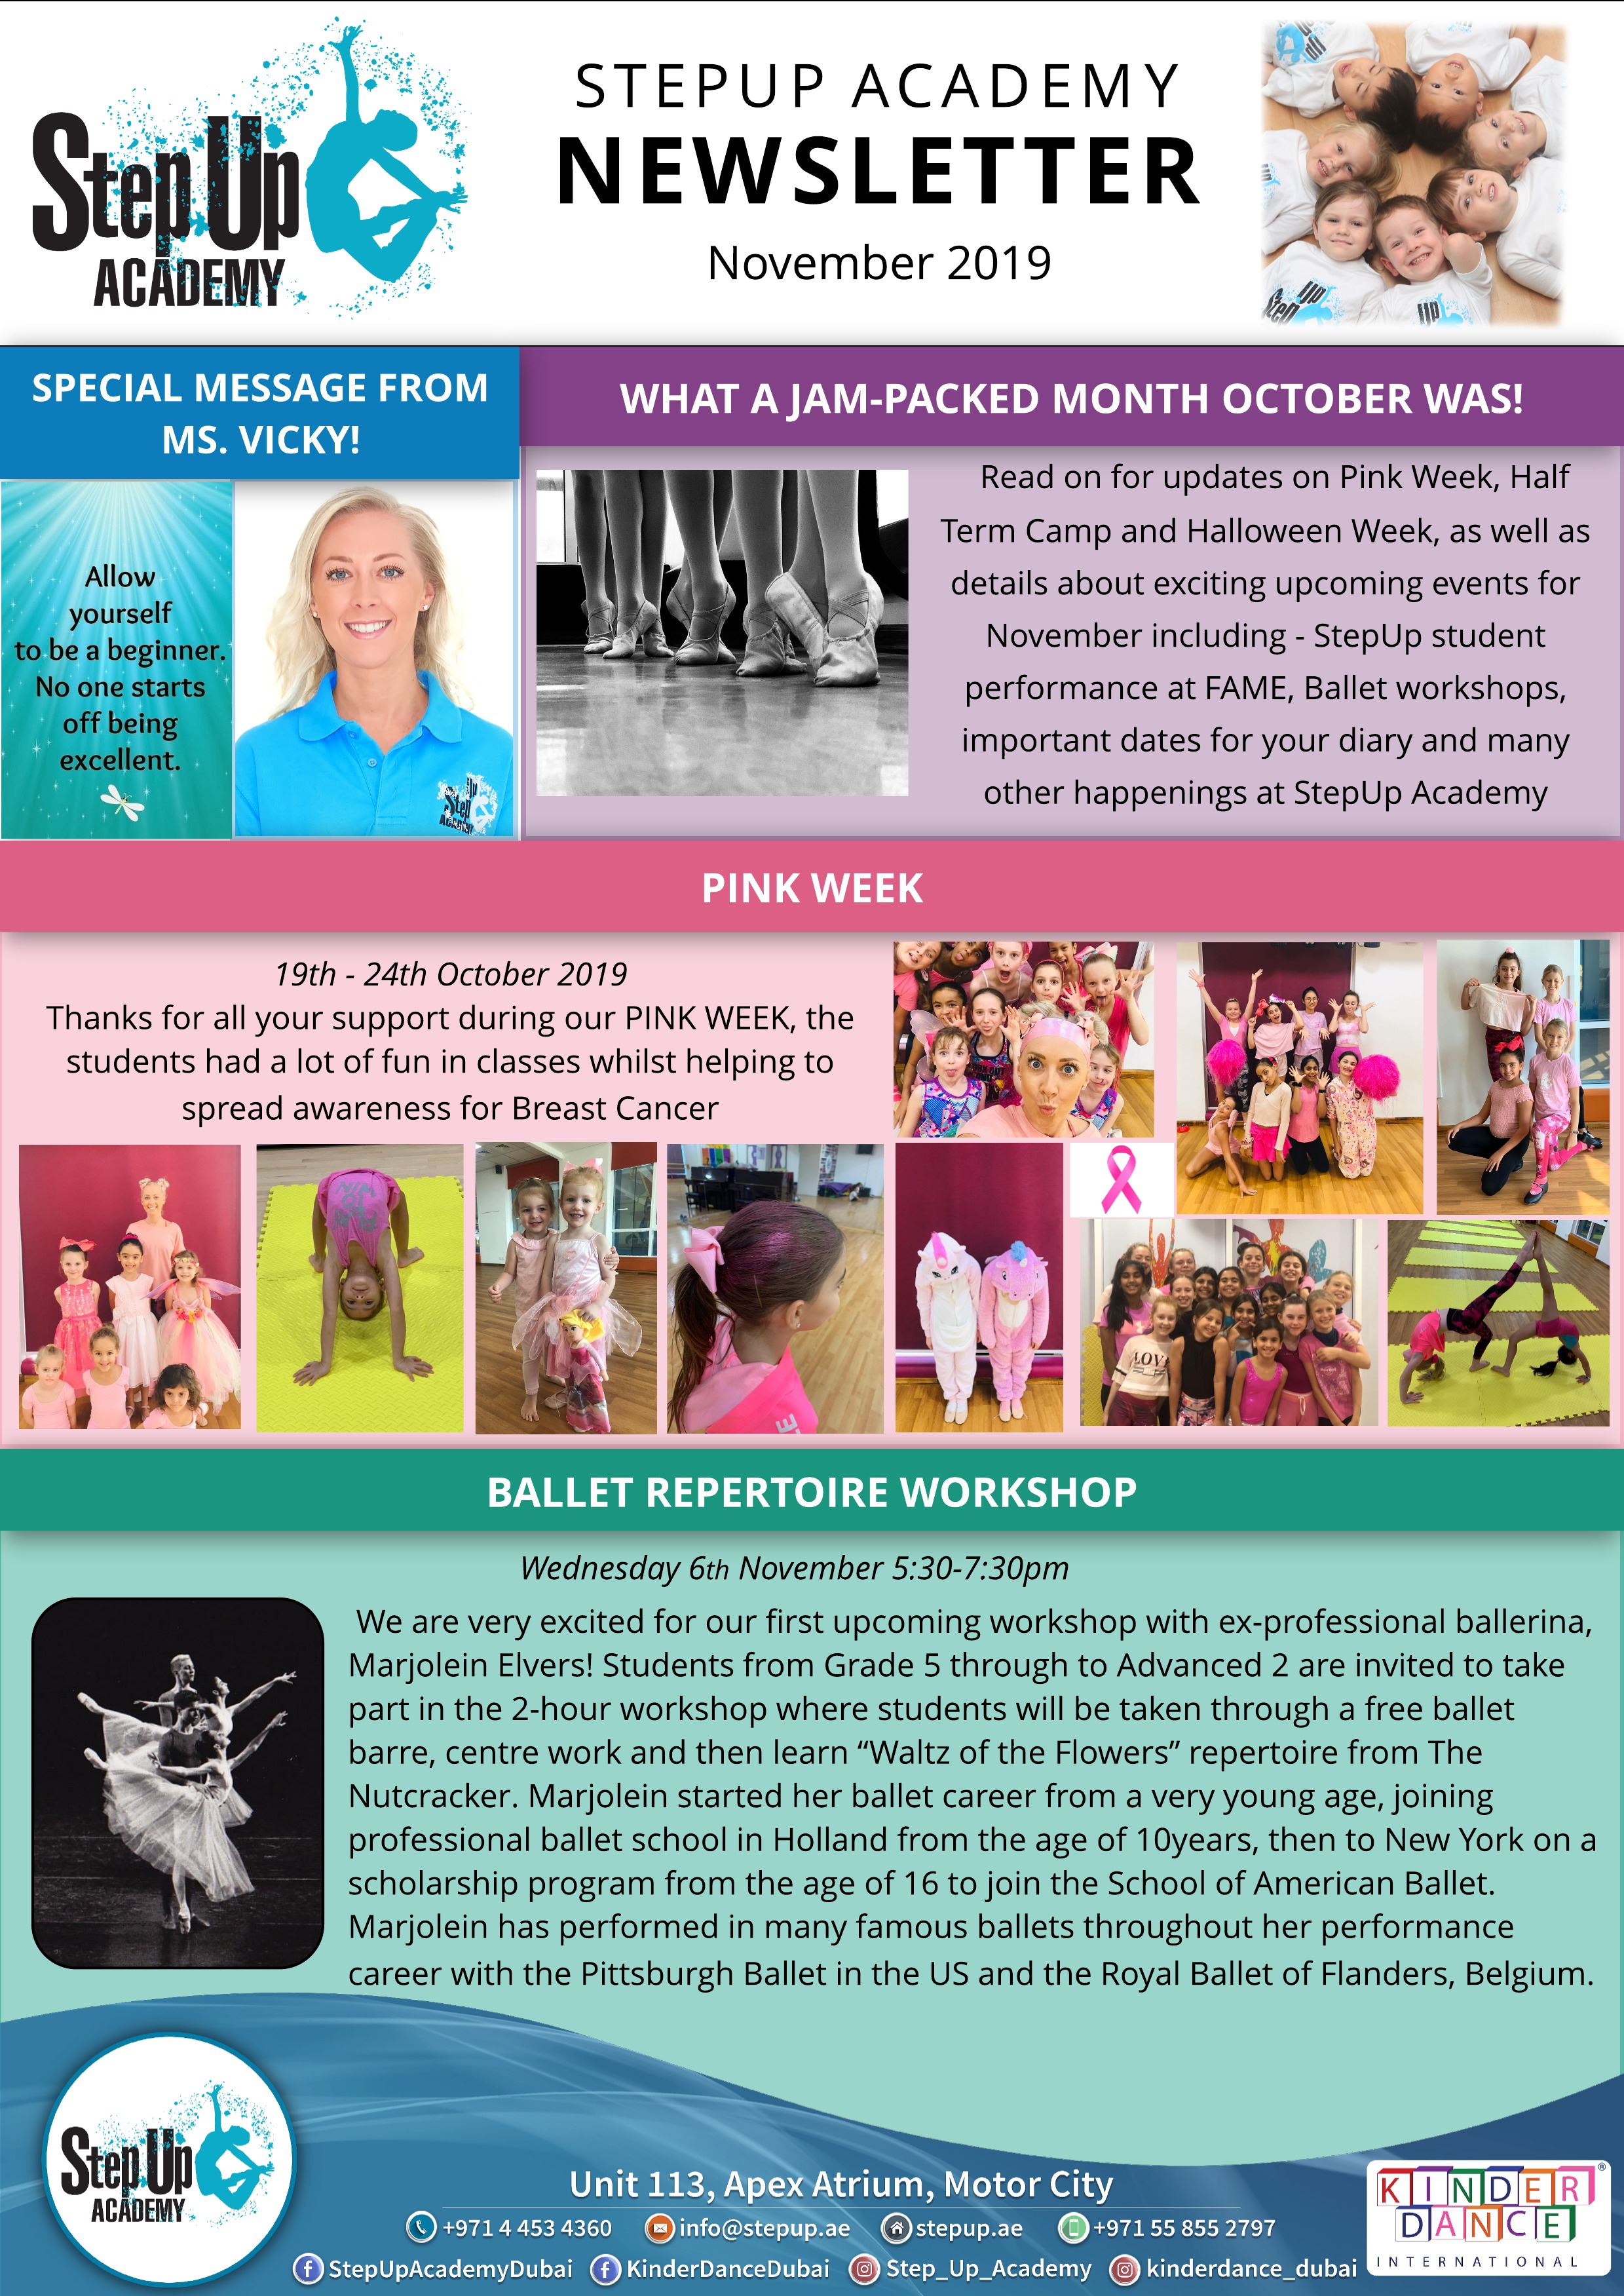 Step Up
ACADEMY
STEPUP ACADEMY
NEWSLETTER
November 2019
SPECIAL MESSAGE FROM
MS. VICKY!
Allow
yourself
to be a beginner.
No one starts
off being
excellent.
WHAT A JAM-PACKED MONTH OCTOBER WAS!
Read on for updates on Pink Week, Half
Term Camp and Halloween Week, as well as
details about exciting upcoming events for
November including - StepUp student
performance at FAME, Ballet workshops,
important dates for your diary and many
other happenings at StepUp Academy
PINK WEEK
19th - 24th October 2019
Thanks for all your support during our PINK WEEK, the
students had a lot of fun in classes whilst helping to
spread awareness for Breast Cancer
BALLET REPERTOIRE WORKSHOP
Wednesday 6th November 5:30-7:30pm
We are very excited for our first upcoming workshop with ex-professional ballerina,
Marjolein Elvers! Students from Grade 5 through to Advanced 2 are invited to take
part in the 2-hour workshop where students will be taken through a free ballet
barre, centre work and then learn “Waltz of the Flowers” repertoire from The
Nutcracker. Marjolein started her ballet career from a very young age, joining
professional ballet school in Holland from the age of 10years, then to New York on a
scholarship program from the age of 16 to join the School of American Ballet.
Marjolein has performed in many famous ballets throughout her performance
career with the Pittsburgh Ballet in the US and the Royal Ballet of Flanders, Belgium.
Step Up
ACADEMY
Unit 113, Apex Atrium, Motor City
+971 4 453 4360 info@stepup.ae stepup.ae +971 55 855 2797
StepUpAcademyDubai KinderDanceDubai Step_Up_Academy kinderdance_dubai
KINDER
DANCE
INTERNATIONAL